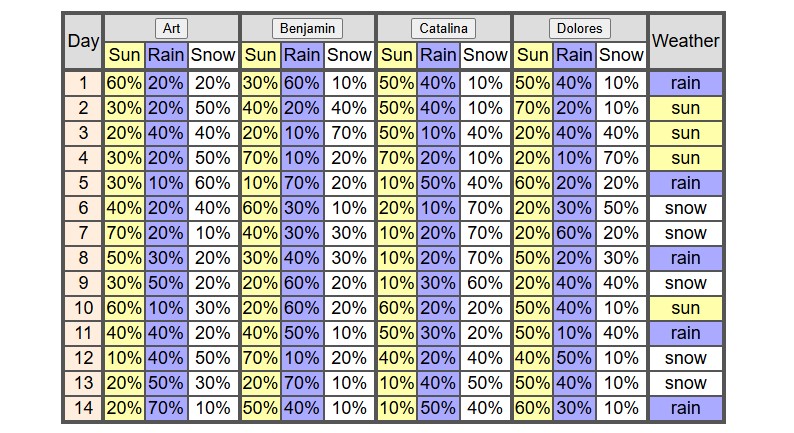 Day Art Benjamin Catalina Dolores Weather
Sun Rain Snow Sun Rain Snow Sun Rain Snow Sun Rain Snow
1 60% 20% 20% 30% 60% 10% 50% 40% 10% 50% 40% 10% rain
2 30% 20% 50% 40% 20% 40% 50% 40% 10% 70% 20% 10% sun
3 20% 40% 40% 20% 10% 70% 50% 10% 40% 20% 40% 40% sun
4 30% 20% 50% 70% 10% 20% 70% 20% 10% 20% 10% 70% sun
5 30% 10% 60% 10% 70% 20% 10% 50% 40% 60% 20% 20% rain
6 40% 20% 40% 60% 30% 10% 20% 10% 70% 20% 30% 50% snow
7 70% 20% 10% 40% 30% 30% 10% 20% 70% 20% 60% 20% snow
8 50% 30% 20% 30% 40% 30% 10% 20% 70% 50% 20% 30% rain
9 30% 50% 20% 20% 60% 20% 10% 30% 60% 20% 40% 40% snow
10 60% 10% 30% 20% 60% 20% 60% 20% 20% 50% 40% 10% sun
11 40% 40% 20% 40% 50% 10% 50% 30% 20% 50% 10% 40% rain
12 10% 40% 50% 70% 10% 20% 40% 20% 40% 40% 50% 10% snow
13 20% 50% 30% 20% 70% 10% 10% 40% 50% 50% 40% 10% snow
14 20% 70% 10% 50% 40% 10% 10% 50% 40% 60% 30% 10% rain